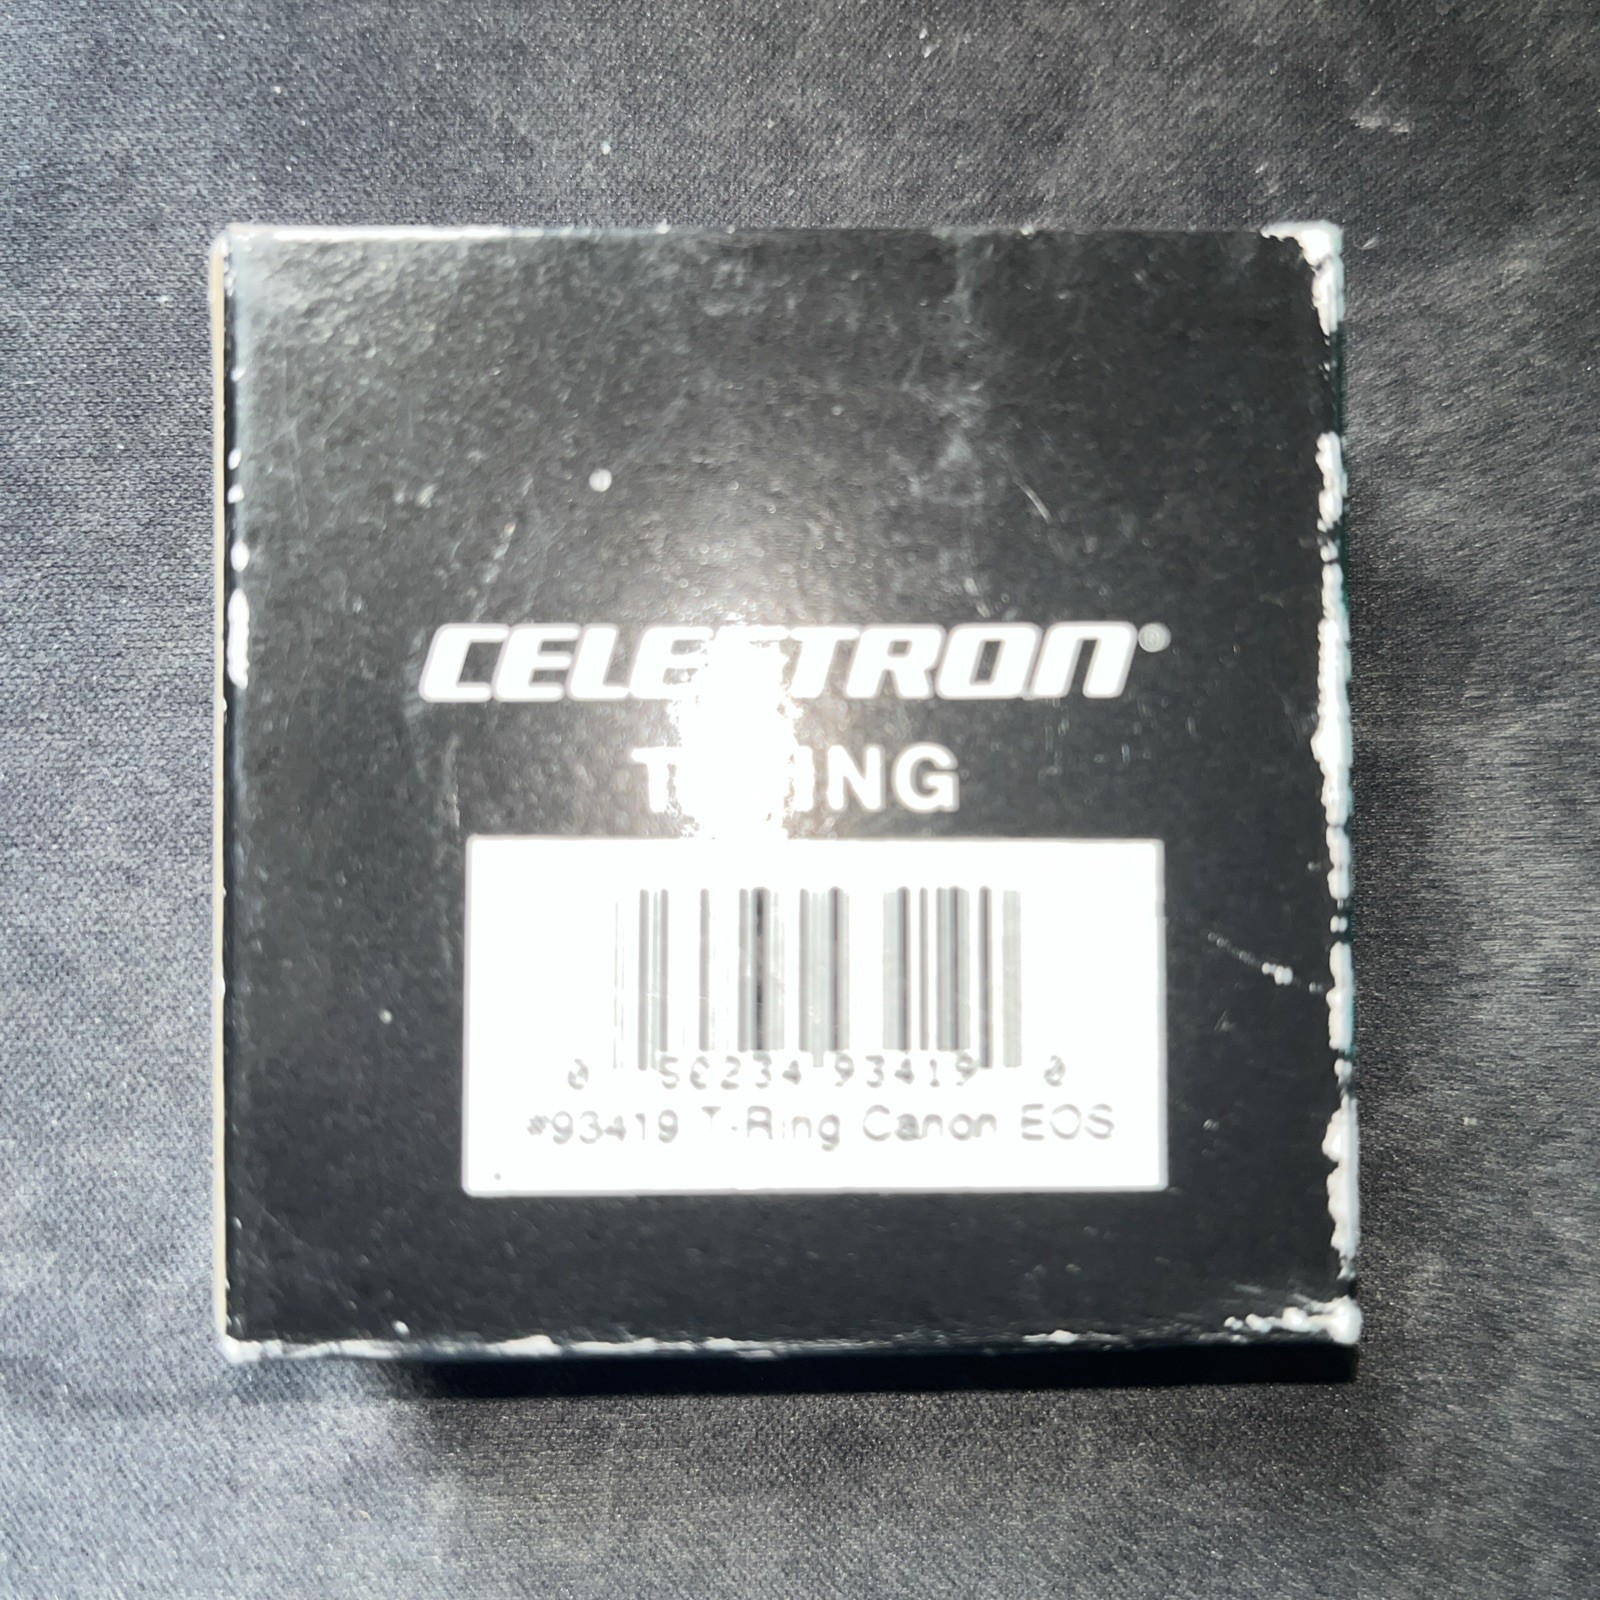 CELESTRON®
T-RING
0 50234 93419 0
#93419 T-Ring Canon EOS